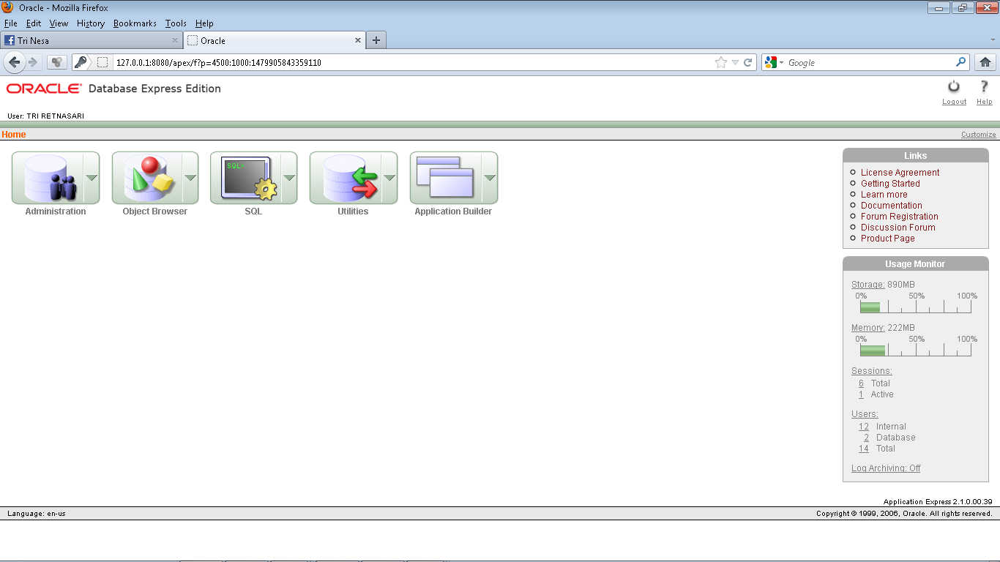 Oracle - Mozilla Firefox
File Edit View History Bookmarks Tools Help
Tri Nesa
Oracle
127.0.0.1:8080/apex/f?p=4500:1000:1479905843359110
Google
ORACLE Database Express Edition
Logout Help
User: TRI RETNASARI
Home
Customize
SQL>
Administration
Object Browser
SQL
Utilities
Application Builder
Links
License Agreement
Getting Started
Learn more
Documentation
Forum Registration
Discussion Forum
Product Page
Usage Monitor
Storage: 890MB
0% 50% 100%
Memory: 222MB
0% 50% 100%
Sessions:
6 Total
1 Active
Users:
12 Internal
2 Database
14 Total
Log Archiving: Off
Application Express 2.1.0.00.39
Language: en-us
Copyright © 1999, 2006, Oracle. All rights reserved.